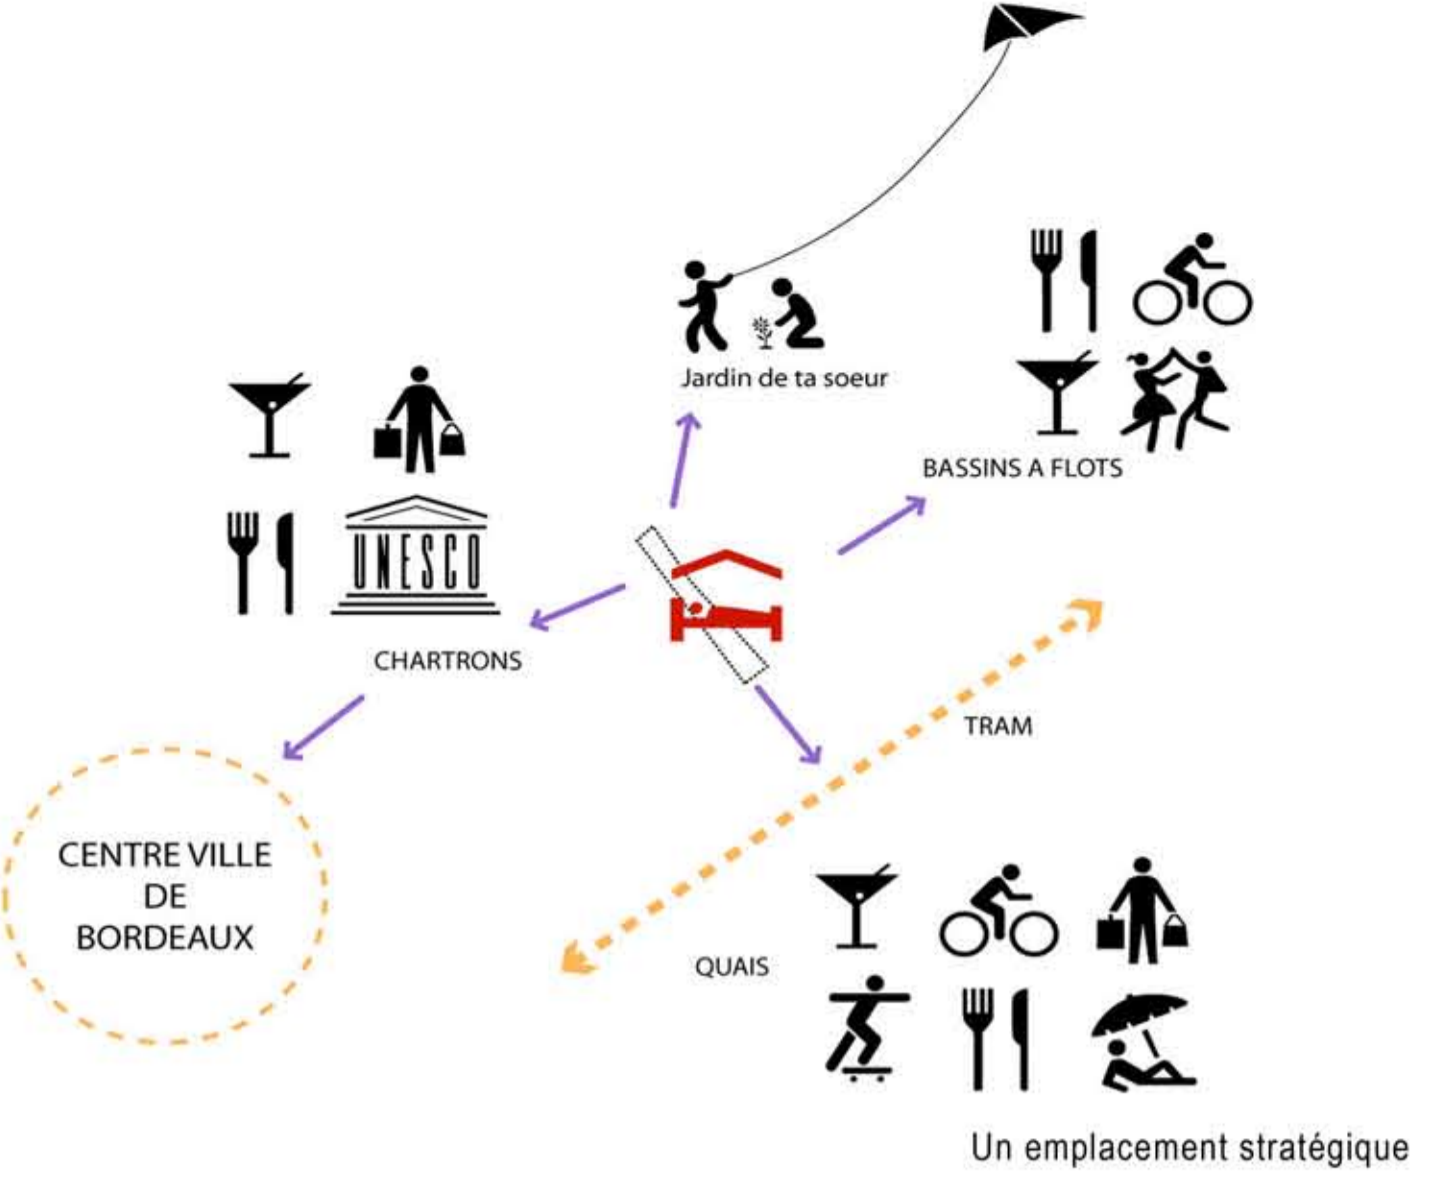 Jardin de ta soeur
BASSINS A FLOTS
UNESCO
CHARTRONS
TRAM
CENTRE VILLE
DE
BORDEAUX
QUAIS
Un emplacement stratégique